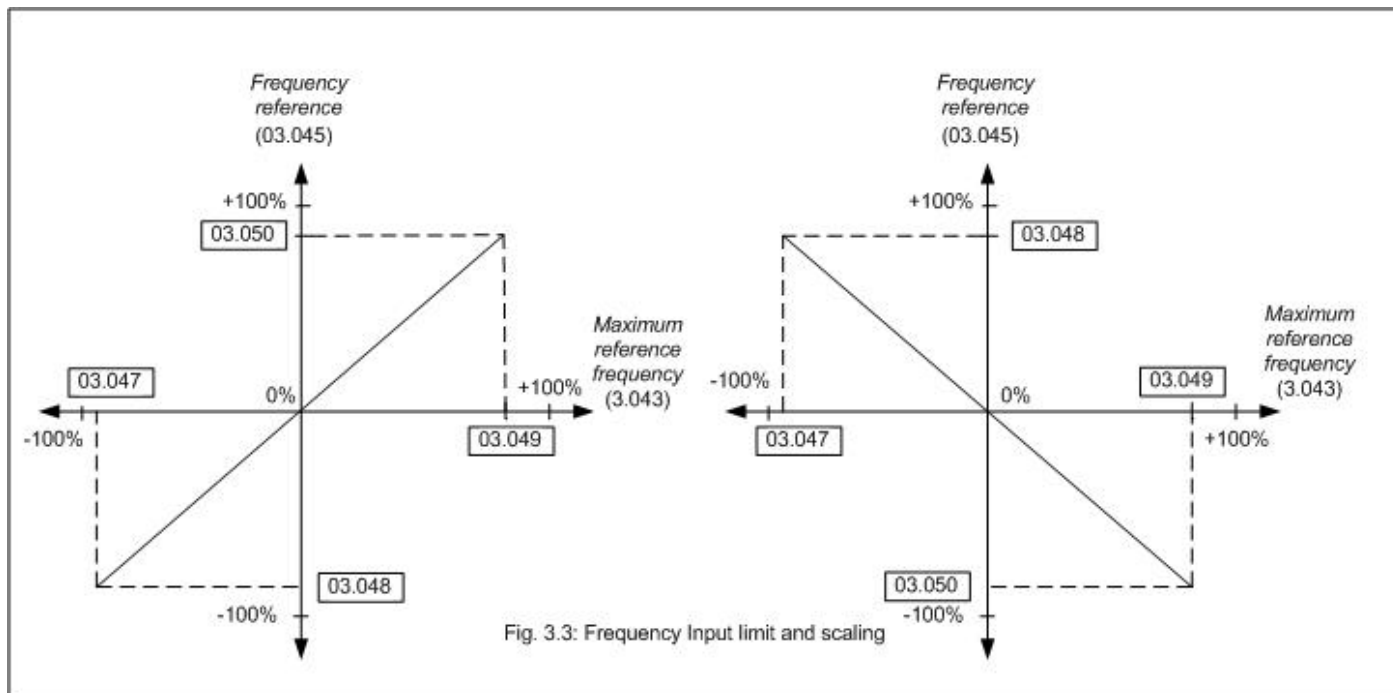 Frequency
reference
(03.045)
+100%
03.050
Maximum
reference
frequency
(3.043)
03.047
0%
+100%
-100%
03.049
03.048
-100%
Frequency
reference
(03.045)
+100%
03.048
Maximum
reference
frequency
(3.043)
-100%
0%
03.049
03.047
+100%
03.050
-100%
Fig. 3.3: Frequency Input limit and scaling